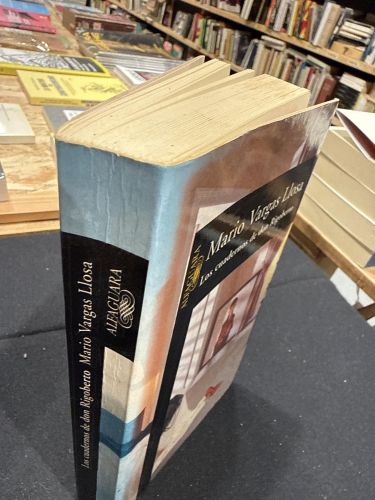 Los cuadernos de don Rigoberto Mario Vargas Llosa
ALFAGUARA
ALFAGUARA
Mario Vargas Llosa
Los cuadernos de don Rigoberto